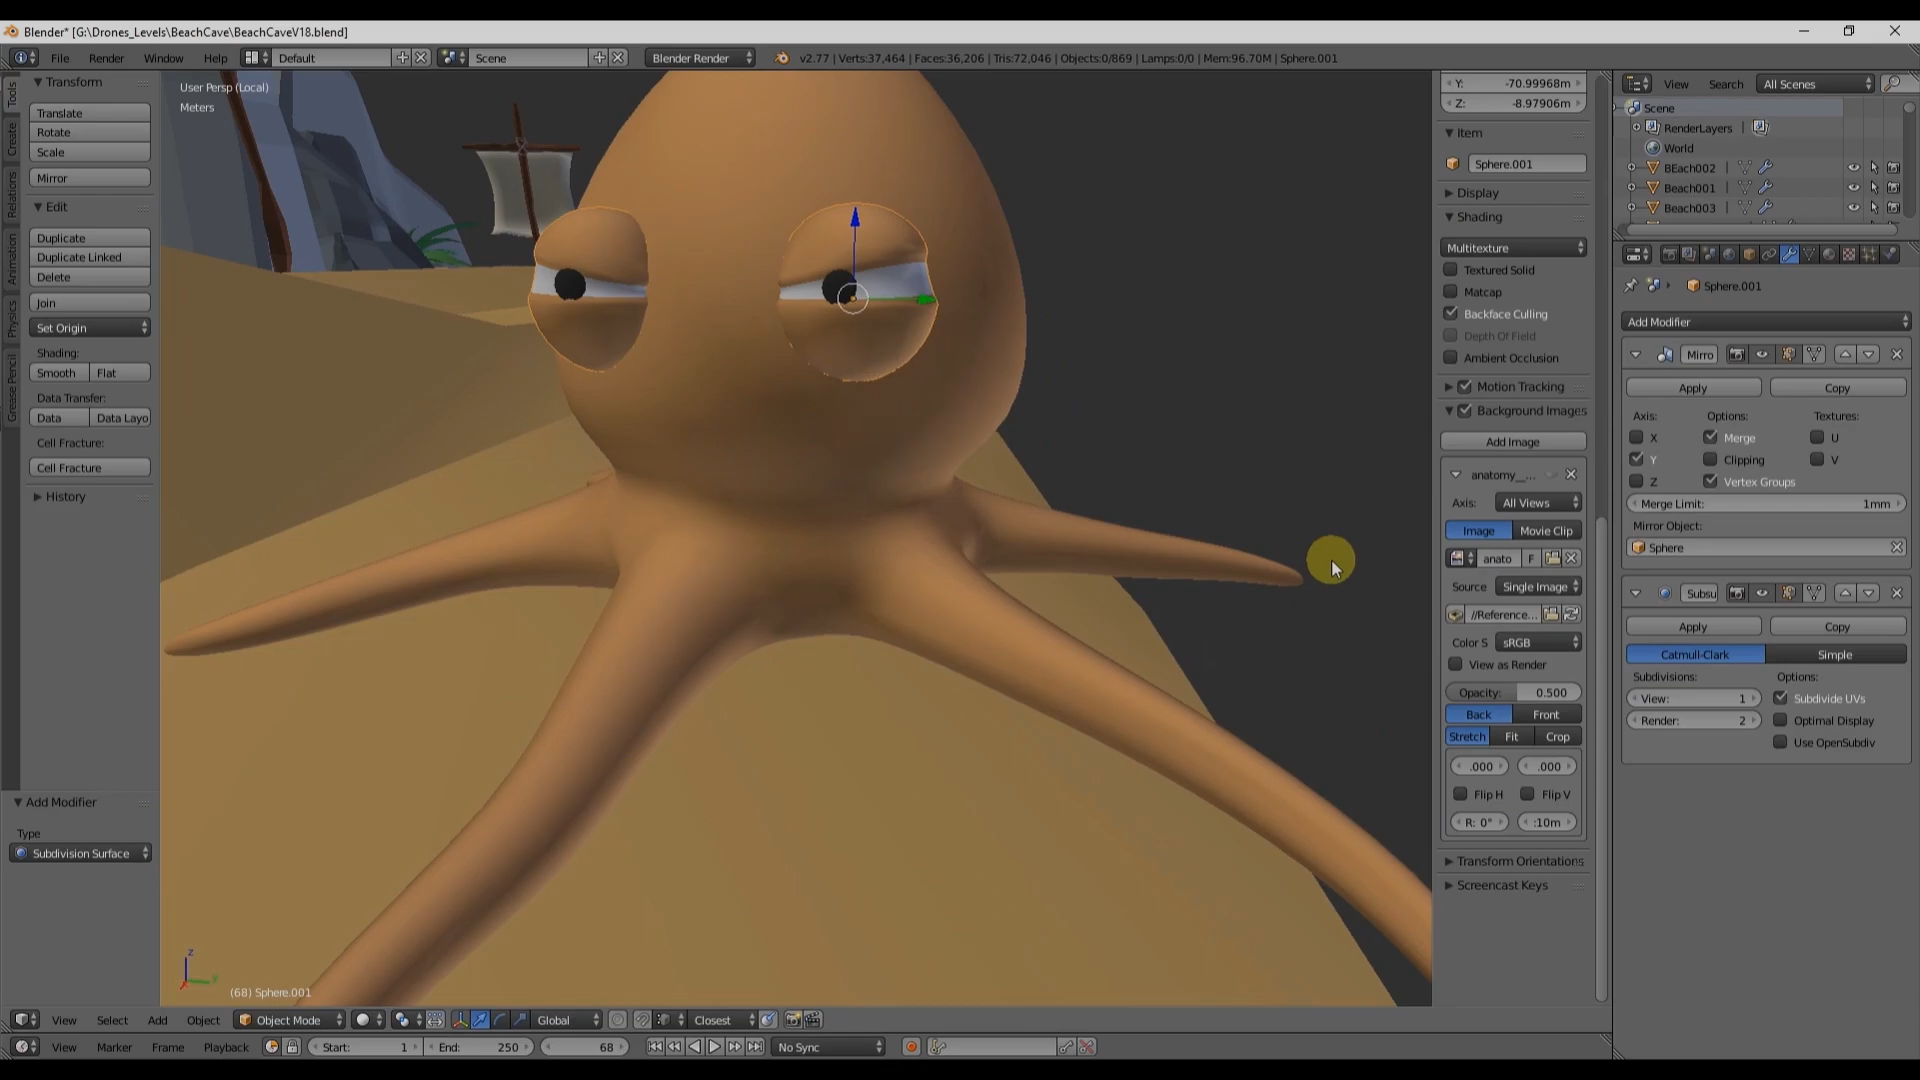 Blender* [G:\Drones_Levels\BeachCave\BeachCaveV18.blend]
File Render Window Help Default Scene Blender Render v2.77 | Verts:37,464 | Faces:36,206 | Tris:72,046 | Objects:0/869 | Lamps:0/0 | Mem:96.70M | Sphere.001
Tools
Create
Relations
Animation
Physics
Grease Pencil
Transform
Translate
Rotate
Scale
Mirror
Edit
Duplicate
Duplicate Linked
Delete
Join
Set Origin
Shading:
Smooth Flat
Data Transfer:
Data Data Layo
Cell Fracture:
Cell Fracture
History
Add Modifier
Type
Subdivision Surface
User Persp (Local)
Meters
(68) Sphere.001
Y: -70.99968m
Z: -8.97906m
Item
Sphere.001
Display
Shading
Multitexture
Textured Solid
Matcap
Backface Culling
Depth Of Field
Ambient Occlusion
Motion Tracking
Background Images
Add Image
anatomy__...
Axis: All Views
Image Movie Clip
anato F
Source Single Image
//Reference...
Color S sRGB
View as Render
Opacity: 0.500
Back Front
Stretch Fit Crop
.000 .000
Flip H Flip V
R: 0° :10m
Transform Orientations
Screencast Keys
View Search All Scenes
Scene
RenderLayers
World
BEach002
Beach001
Beach003
Sphere.001
Add Modifier
Mirro
Apply Copy
Axis: Options: Textures:
X Merge U
Y Clipping V
Z Vertex Groups
Merge Limit: 1mm
Mirror Object:
Sphere
Subsu
Apply Copy
Catmull-Clark Simple
Subdivisions: Options:
View: 1 Subdivide UVs
Render: 2 Optimal Display
Use OpenSubdiv
View Select Add Object Object Mode Global Closest
View Marker Frame Playback Start: 1 End: 250 68 No Sync
z